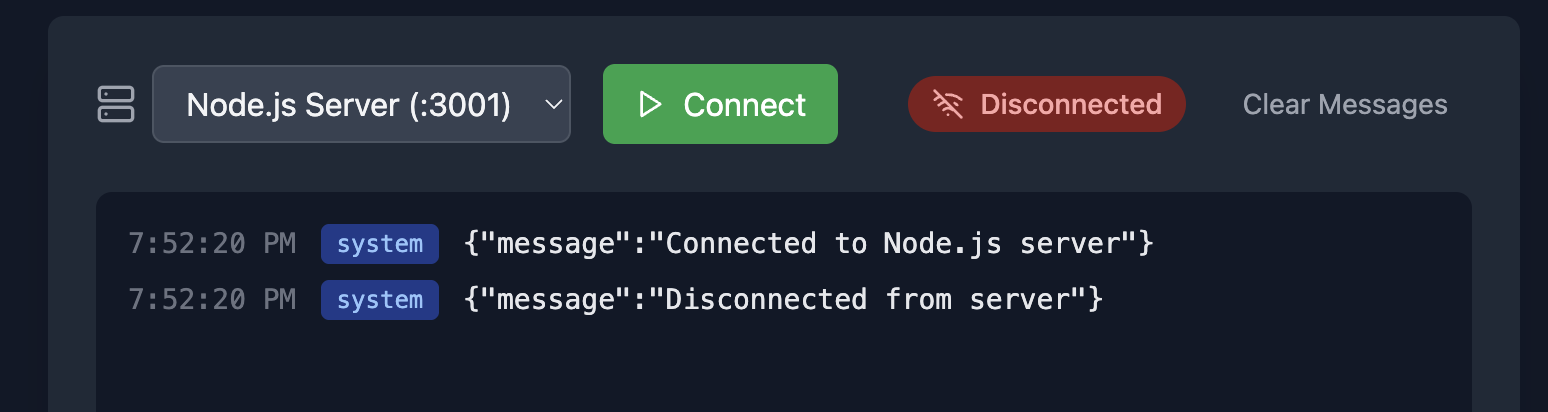 Node.js Server (:3001) Connect Disconnected Clear Messages
7:52:20 PM system {"message":"Connected to Node.js server"}
7:52:20 PM system {"message":"Disconnected from server"}